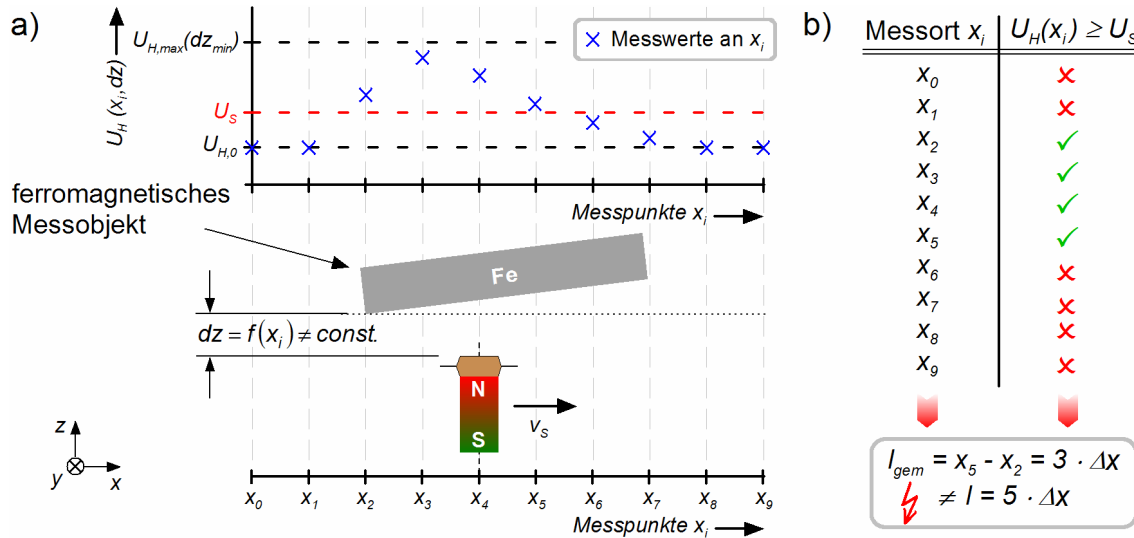 a)
U_H (x_i,dz)
U_H,max(dz_min)
U_S
U_H,0
Messwerte an x_i
Messpunkte x_i
ferromagnetisches
Messobjekt
Fe
dz = f(x_i) ≠ const.
N
S
v_S
z
y
x
x_0 x_1 x_2 x_3 x_4 x_5 x_6 x_7 x_8 x_9
Messpunkte x_i
b)
Messort x_i U_H(x_i) ≥ U_S
x_0 ✗
x_1 ✗
x_2 ✓
x_3 ✓
x_4 ✓
x_5 ✓
x_6 ✗
x_7 ✗
x_8 ✗
x_9 ✗
l_gem = x_5 - x_2 = 3 · Δx
≠ l = 5 · Δx